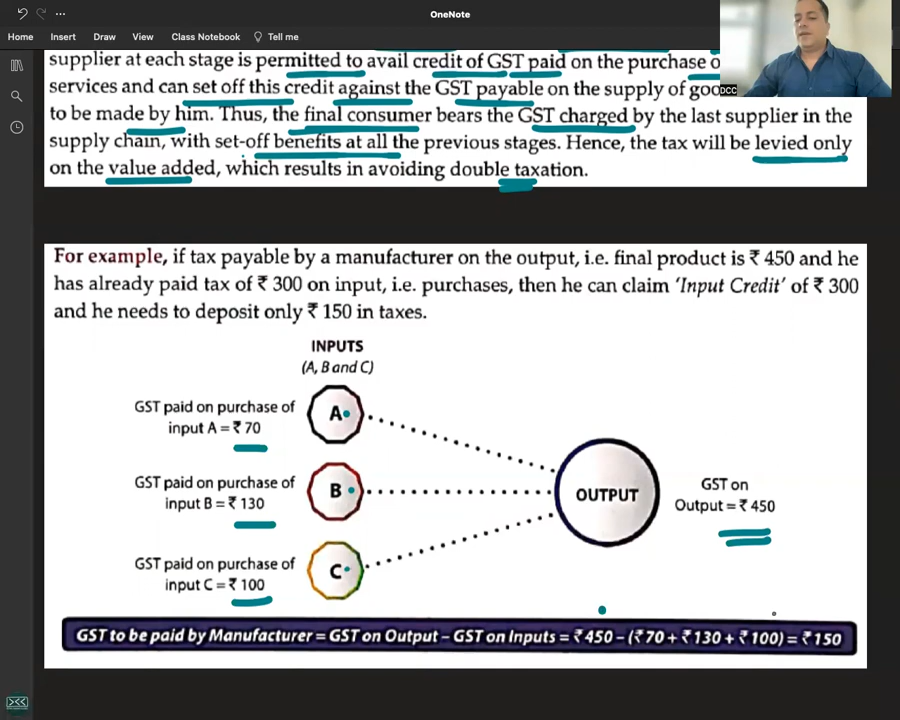 OneNote
Home Insert Draw View Class Notebook Tell me
supplier at each stage is permitted to avail credit of GST paid on the purchase
services and can set off this credit against the GST payable on the supply of
to be made by him. Thus, the final consumer bears the GST charged by the last supplier in the
supply chain, with set-off benefits at all the previous stages. Hence, the tax will be levied only
on the value added, which results in avoiding double taxation.
DCC
For example, if tax payable by a manufacturer on the output, i.e. final product is ₹ 450 and he
has already paid tax of ₹ 300 on input, i.e. purchases, then he can claim 'Input Credit' of ₹ 300
and he needs to deposit only ₹ 150 in taxes.
INPUTS
(A, B and C)
GST paid on purchase of
input A = ₹ 70
A
GST paid on purchase of
input B = ₹ 130
B
GST paid on purchase of
input C = ₹ 100
C
OUTPUT
GST on
Output = ₹ 450
GST to be paid by Manufacturer = GST on Output – GST on Inputs = ₹ 450 – (₹ 70 + ₹ 130 + ₹ 100) = ₹ 150